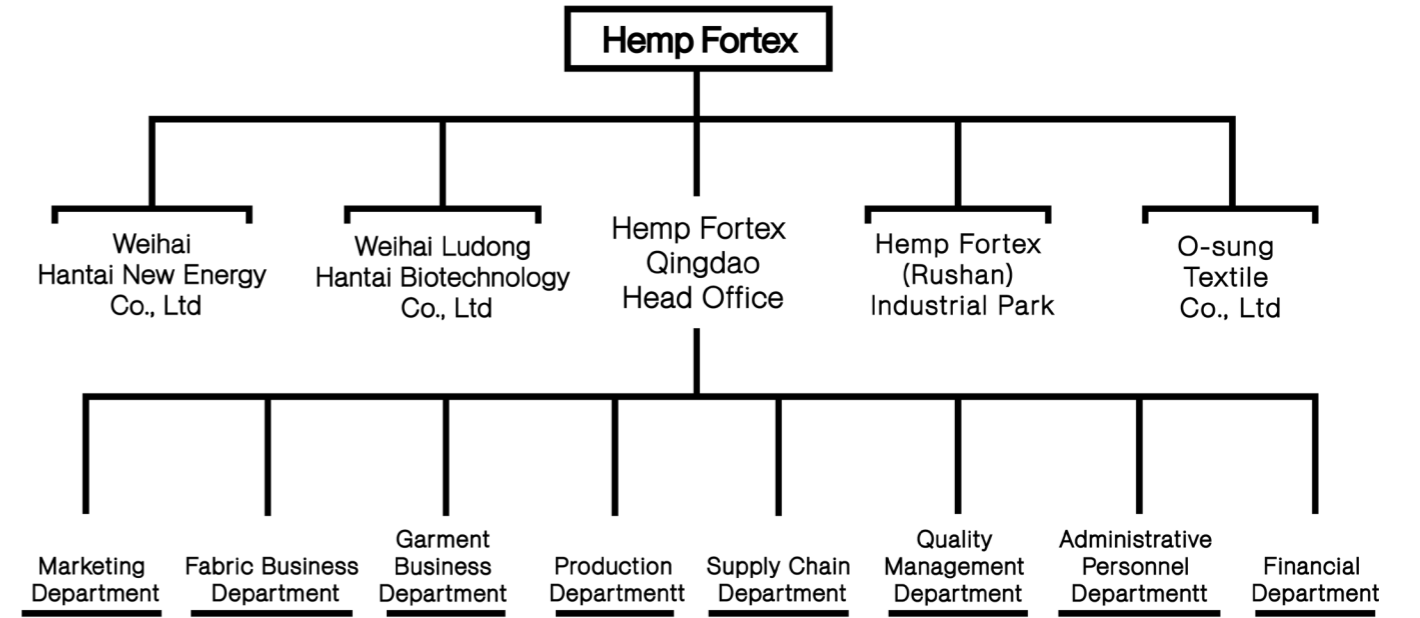 Hemp Fortex
Weihai
Hantai New Energy
Co., Ltd
Weihai Ludong
Hantai Biotechnology
Co., Ltd
Hemp Fortex
Qingdao
Head Office
Hemp Fortex
(Rushan)
Industrial Park
O-sung
Textile
Co., Ltd
Marketing
Department
Fabric Business
Department
Garment
Business
Department
Production
Departmentt
Supply Chain
Department
Quality
Management
Department
Administrative
Personnel
Departmentt
Financial
Department